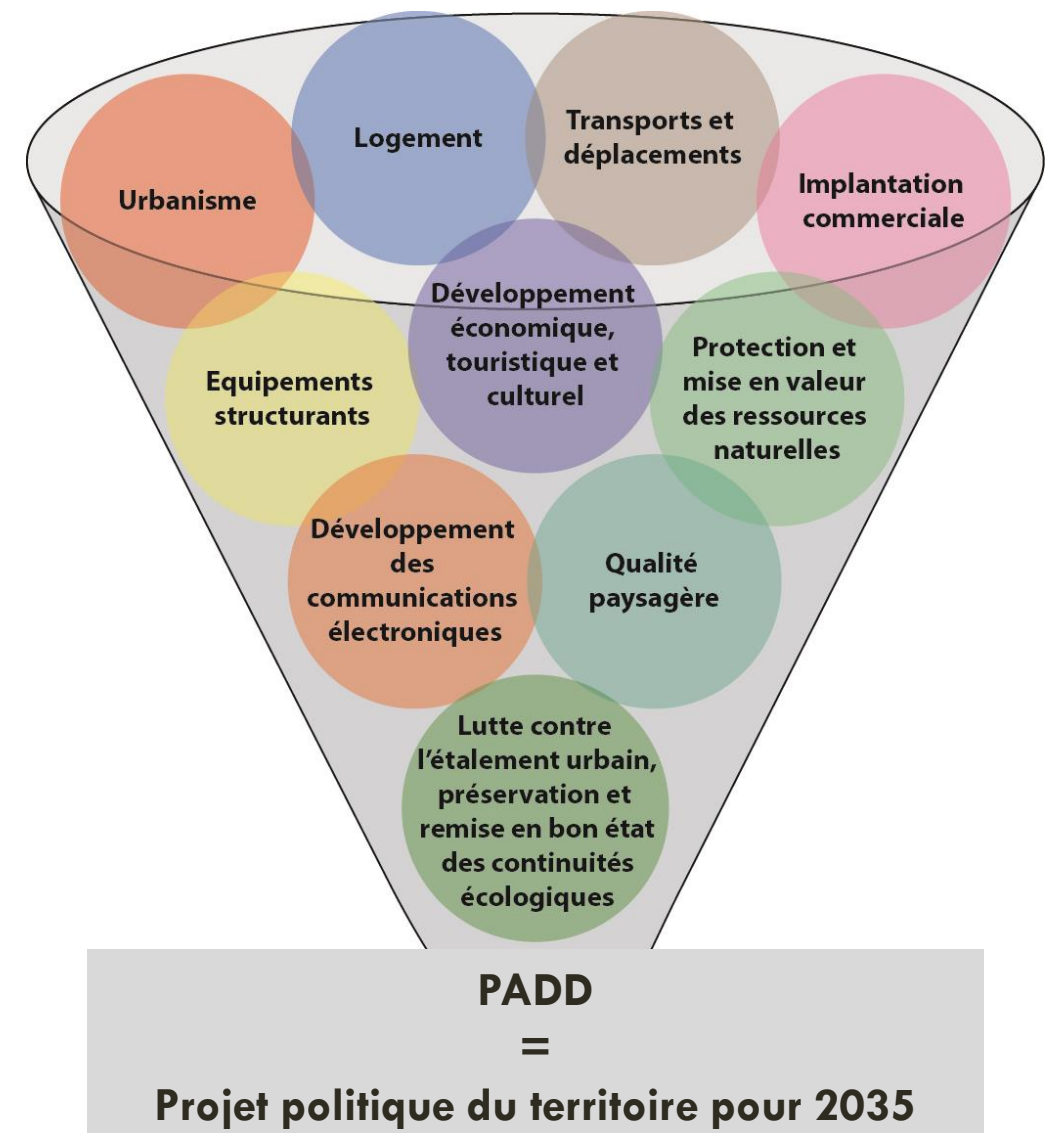 Urbanisme
Logement
Transports et
déplacements
Implantation
commerciale
Equipements
structurants
Développement
économique,
touristique et
culturel
Protection et
mise en valeur
des ressources
naturelles
Développement
des
communications
électroniques
Qualité
paysagère
Lutte contre
l'étalement urbain,
préservation et
remise en bon état
des continuités
écologiques
PADD
=
Projet politique du territoire pour 2035